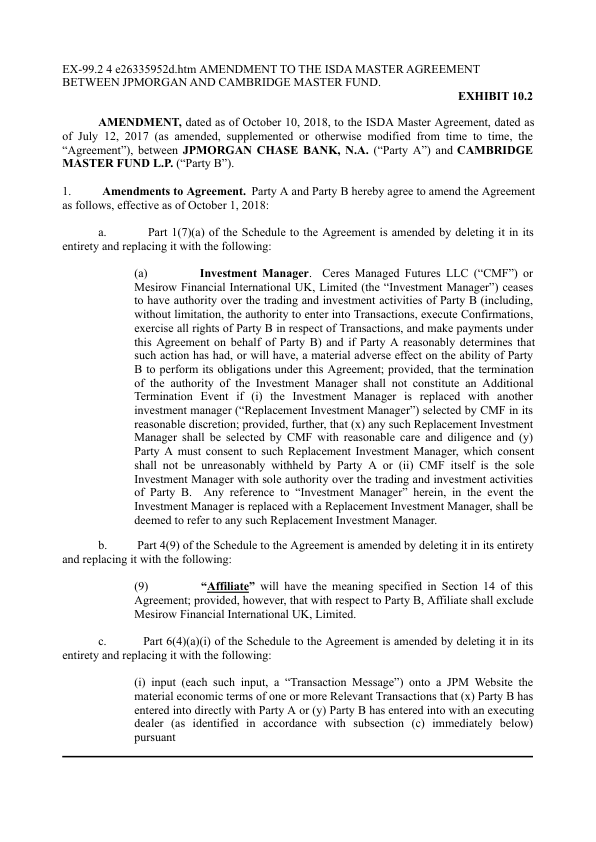 EX-99.2 4 e26335952d.htm AMENDMENT TO THE ISDA MASTER AGREEMENT
BETWEEN JPMORGAN AND CAMBRIDGE MASTER FUND.
EXHIBIT 10.2
AMENDMENT, dated as of October 10, 2018, to the ISDA Master Agreement, dated as
of July 12, 2017 (as amended, supplemented or otherwise modified from time to time, the
“Agreement”), between JPMORGAN CHASE BANK, N.A. (“Party A”) and CAMBRIDGE
MASTER FUND L.P. (“Party B”).
1. Amendments to Agreement. Party A and Party B hereby agree to amend the Agreement
as follows, effective as of October 1, 2018:
a. Part 1(7)(a) of the Schedule to the Agreement is amended by deleting it in its
entirety and replacing it with the following:
(a) Investment Manager. Ceres Managed Futures LLC (“CMF”) or
Mesirow Financial International UK, Limited (the “Investment Manager”) ceases
to have authority over the trading and investment activities of Party B (including,
without limitation, the authority to enter into Transactions, execute Confirmations,
exercise all rights of Party B in respect of Transactions, and make payments under
this Agreement on behalf of Party B) and if Party A reasonably determines that
such action has had, or will have, a material adverse effect on the ability of Party
B to perform its obligations under this Agreement; provided, that the termination
of the authority of the Investment Manager shall not constitute an Additional
Termination Event if (i) the Investment Manager is replaced with another
investment manager (“Replacement Investment Manager”) selected by CMF in its
reasonable discretion; provided, further, that (x) any such Replacement Investment
Manager shall be selected by CMF with reasonable care and diligence and (y)
Party A must consent to such Replacement Investment Manager, which consent
shall not be unreasonably withheld by Party A or (ii) CMF itself is the sole
Investment Manager with sole authority over the trading and investment activities
of Party B. Any reference to “Investment Manager” herein, in the event the
Investment Manager is replaced with a Replacement Investment Manager, shall be
deemed to refer to any such Replacement Investment Manager.
b. Part 4(9) of the Schedule to the Agreement is amended by deleting it in its entirety
and replacing it with the following:
(9) “Affiliate” will have the meaning specified in Section 14 of this
Agreement; provided, however, that with respect to Party B, Affiliate shall exclude
Mesirow Financial International UK, Limited.
c. Part 6(4)(a)(i) of the Schedule to the Agreement is amended by deleting it in its
entirety and replacing it with the following:
(i) input (each such input, a “Transaction Message”) onto a JPM Website the
material economic terms of one or more Relevant Transactions that (x) Party B has
entered into directly with Party A or (y) Party B has entered into with an executing
dealer (as identified in accordance with subsection (c) immediately below)
pursuant